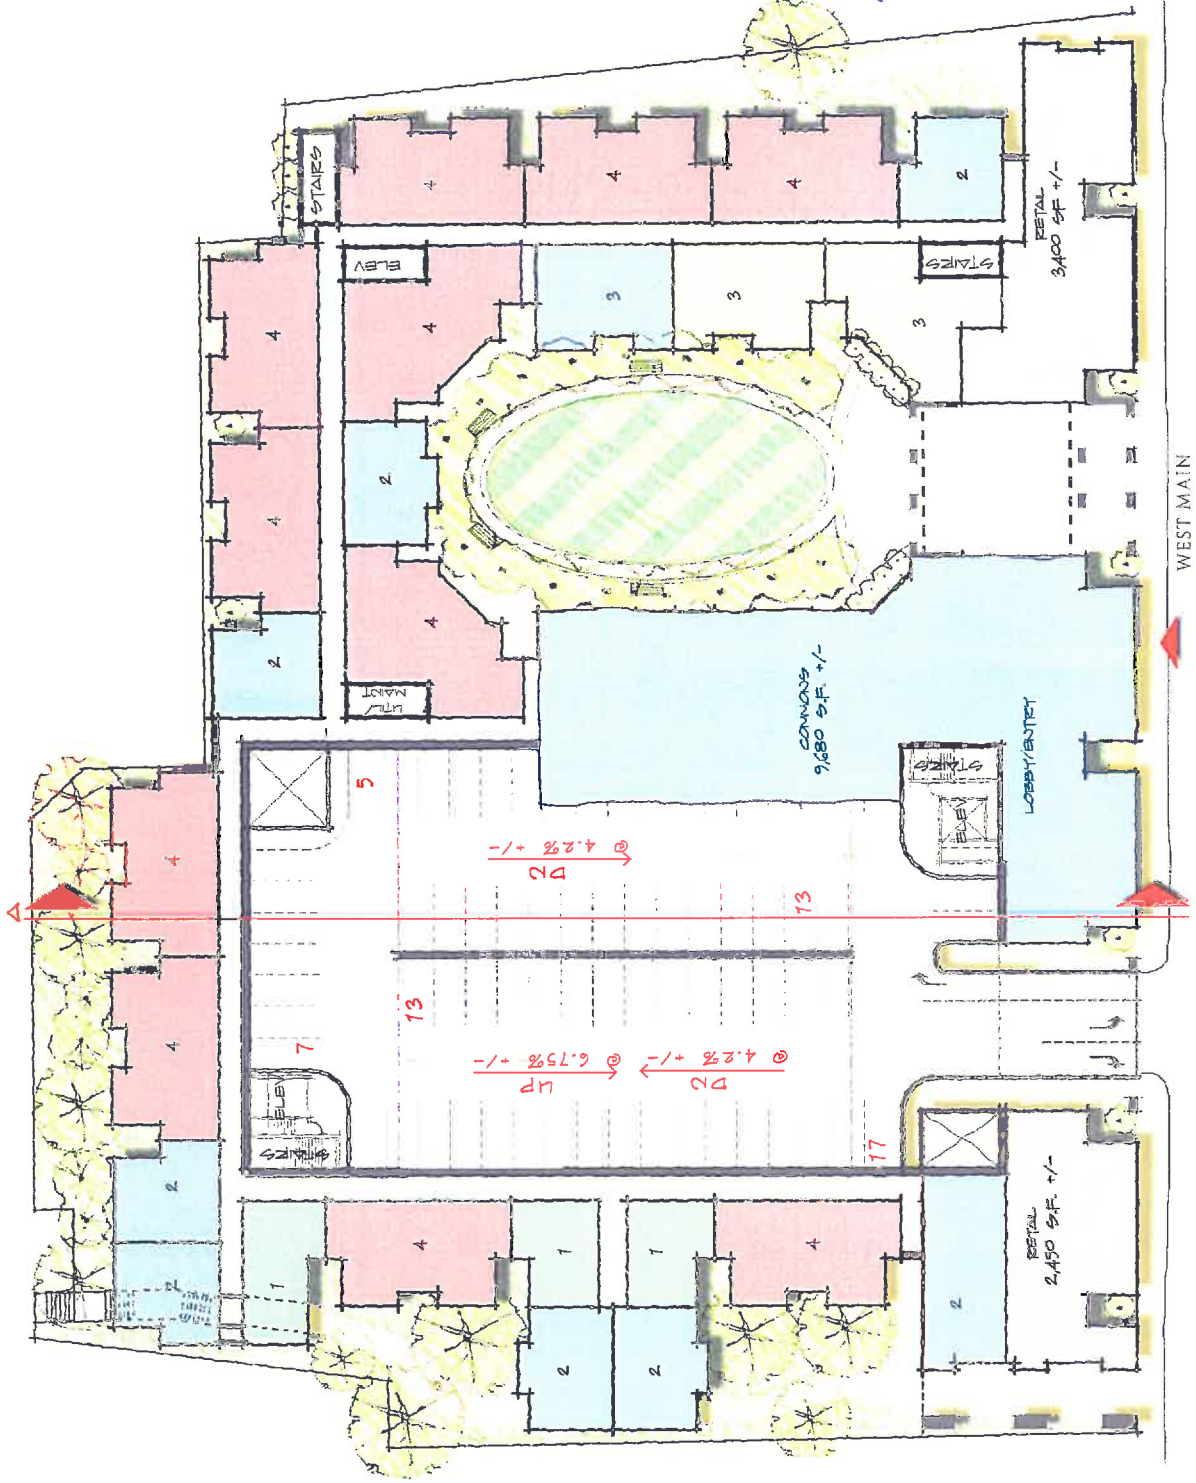 STAIRS
4
4
4
2
RETAIL
3,400 SF +/-
ELEV
4
3
3
3
STAIRS
4
4
2
2
4
UTIL/
MAINT
COMMONS
9,680 S.F. +/-
LOBBY/ENTRY
STAIRS
ELEV
WEST MAIN
5
DN
@ 4.2% +/-
13
4
4
2
2
13
7
UP
@ 6.75% +/-
DN
@ 4.2% +/-
17
ELEV
STAIRS
1
4
1
1
4
2
2
2
RETAIL
2,450 S.F. +/-